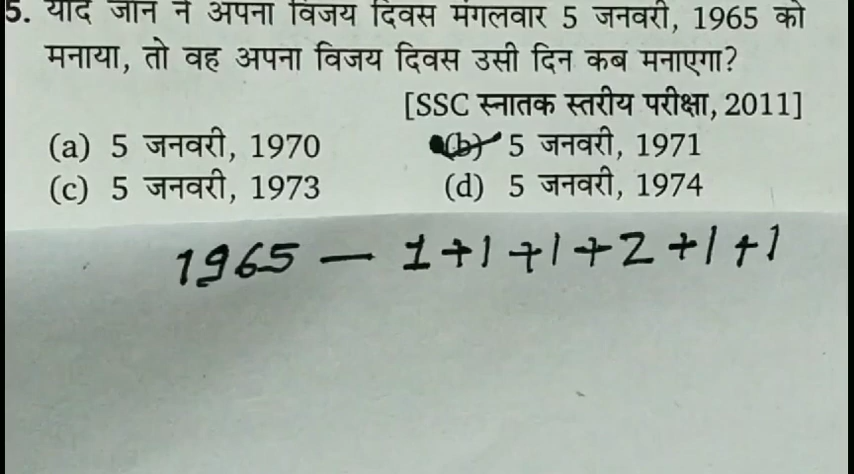 5. यदि जॉन ने अपना विजय दिवस मंगलवार 5 जनवरी, 1965 को
मनाया, तो वह अपना विजय दिवस उसी दिन कब मनाएगा?
[SSC स्नातक स्तरीय परीक्षा, 2011]
(a) 5 जनवरी, 1970 (b) 5 जनवरी, 1971
(c) 5 जनवरी, 1973 (d) 5 जनवरी, 1974
1965 — 1+1+1+2+1+1